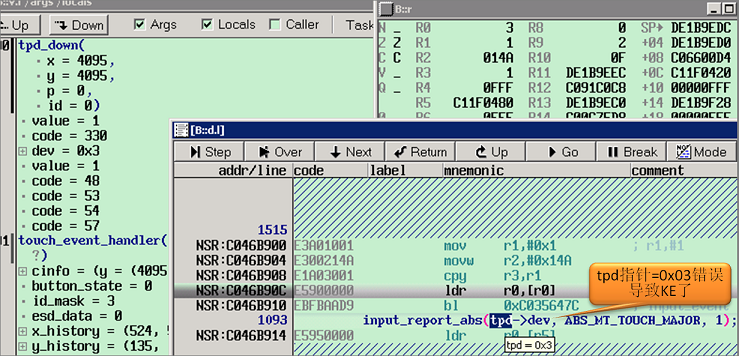 B::v.f /args /locals
Up Down Args Locals Caller Task
tpd_down(
x = 4095,
y = 4095,
p = 0,
id = 0)
value = 1
code = 330
dev = 0x3
value = 1
code = 48
code = 53
code = 54
code = 57
touch_event_handler(
?)
cinfo = (y = (4095
button_state = 0
id_mask = 3
esd_data = 0
x_history = (524,
y_history = (135,
B::r
N _ R0 3 R8 0 SP> DE1B9EDC
Z Z R1 1 R9 2 +04 DE1B9ED0
C C R2 014A R10 0F +08 C06600D4
V _ R3 1 R11 DE1B9EEC +0C C11F0420
Q _ R4 0FFF R12 C091C0C8 +10 00000FFF
R5 C11F0480 R13 DE1B9EC0 +14 DE1B9F28
[B::d.l]
Step Over Next Return Up Go Break Mode
addr/line code label mnemonic comment
1515
NSR:C046B900 E3A01001 mov r1,#0x1 ; r1,#1
NSR:C046B904 E300214A movw r2,#0x14A
NSR:C046B908 E1A03001 cpy r3,r1
NSR:C046B90C E5900000 ldr r0,[r0]
NSR:C046B910 EBFBAAD9 bl 0xC035647C
1093 input_report_abs(tpd->dev, ABS_MT_TOUCH_MAJOR, 1);
NSR:C046B914 E5950000 ldr r0,[r5]
tpd = 0x3
tpd指针=0x03错误
导致KE了